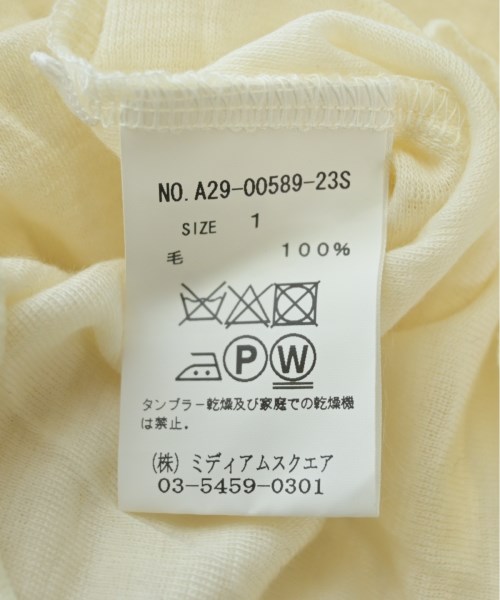 NO. A29-00589-23S
SIZE 1
毛 100%
P W
タンブラー乾燥及び家庭での乾燥機
は禁止.
(株) ミディアムスクエア
03-5459-0301